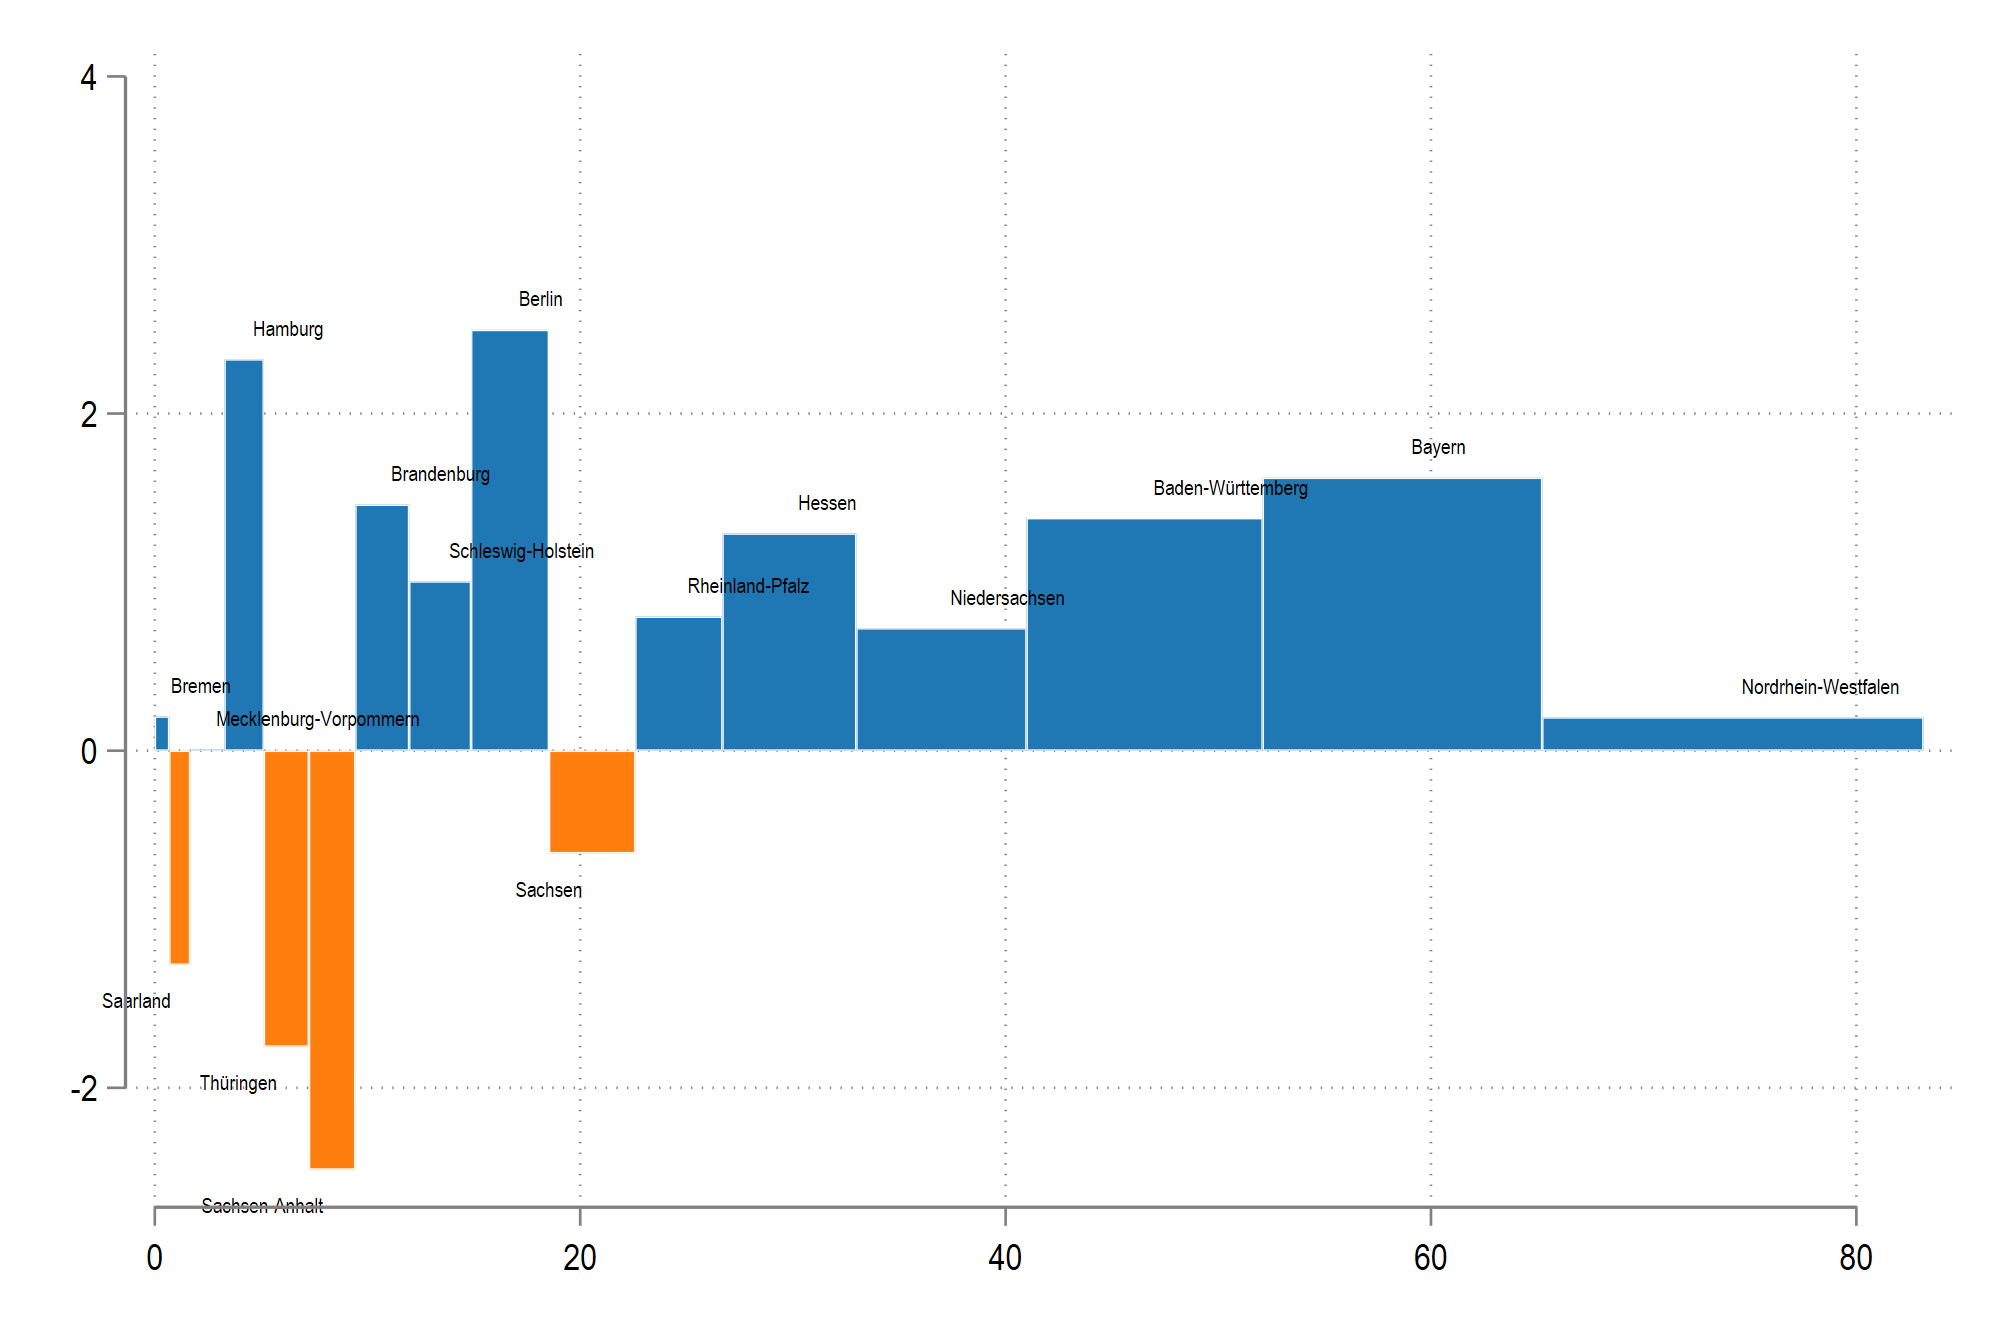 4
Berlin
Hamburg
2
Bayern
Brandenburg
Baden-Württemberg
Hessen
Schleswig-Holstein
Rheinland-Pfalz
Niedersachsen
Bremen
Nordrhein-Westfalen
Mecklenburg-Vorpommern
0
Sachsen
Saarland
Thüringen
-2
Sachsen-Anhalt
0 20 40 60 80